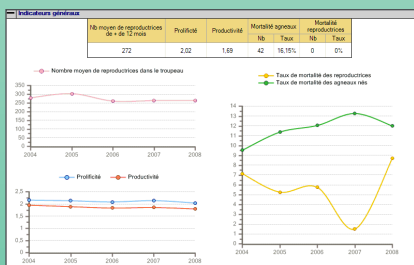 Indicateurs généraux
Nb moyen de reproductrices de + de 12 mois Prolificité Productivité Mortalité agneaux Mortalité reproductrices
Nb Taux Nb Taux
272 2,02 1,69 42 16,15% 0 0%
Nombre moyen de reproductrices dans le troupeau
350
300
250
200
150
100
50
0
2004 2005 2006 2007 2008
Prolificité Productivité
2.5
2
1.5
1
0.5
0
2004 2005 2006 2007 2008
Taux de mortalité des reproductrices
Taux de mortalité des agneaux nés
14
13
12
11
10
9
8
7
6
5
4
3
2
1
0
2004 2005 2006 2007 2008